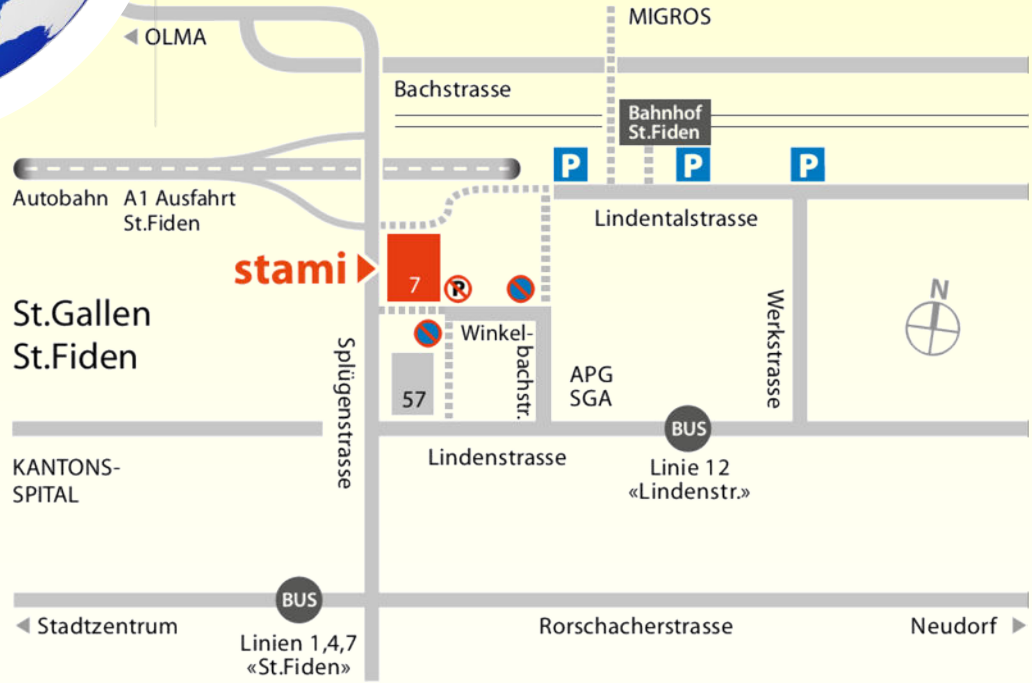 MIGROS
OLMA
Bachstrasse
Bahnhof
St.Fiden
P
P
P
Autobahn
A1 Ausfahrt
St.Fiden
Lindentalstrasse
stami
7
P
St.Gallen
St.Fiden
N
Winkel-
bachstr.
Werkstrasse
Splügenstrasse
57
APG
SGA
BUS
Linie 12
«Lindenstr.»
Lindenstrasse
KANTONS-
SPITAL
BUS
Linien 1,4,7
«St.Fiden»
Stadtzentrum
Rorschacherstrasse
Neudorf